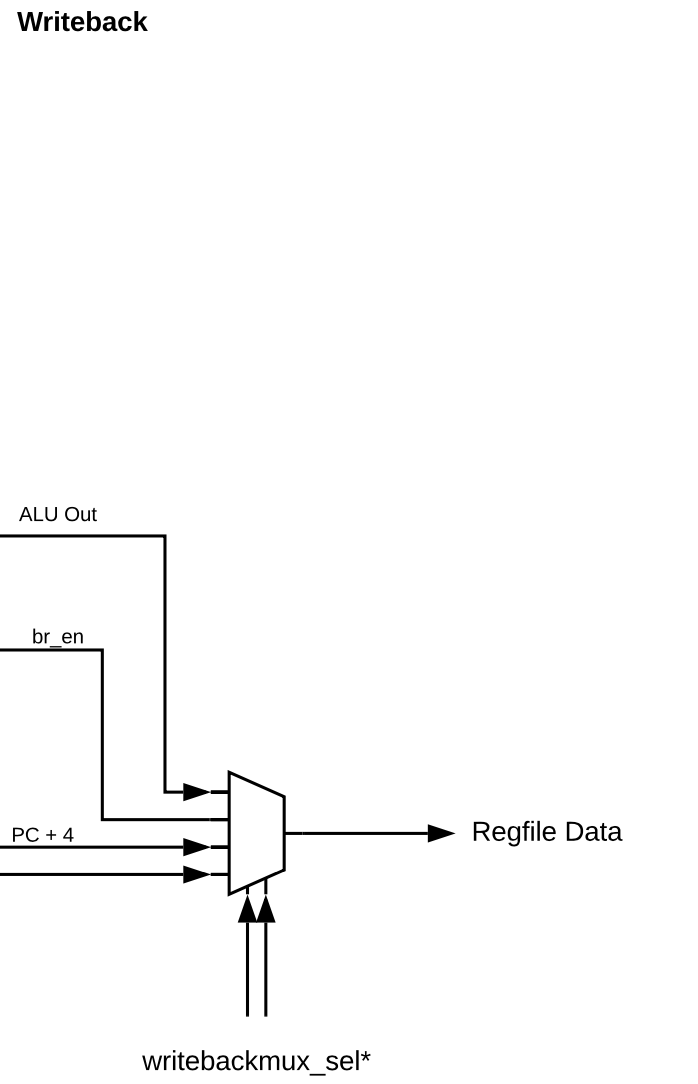 Writeback
ALU Out
br_en
PC + 4
Regfile Data
writebackmux_sel*